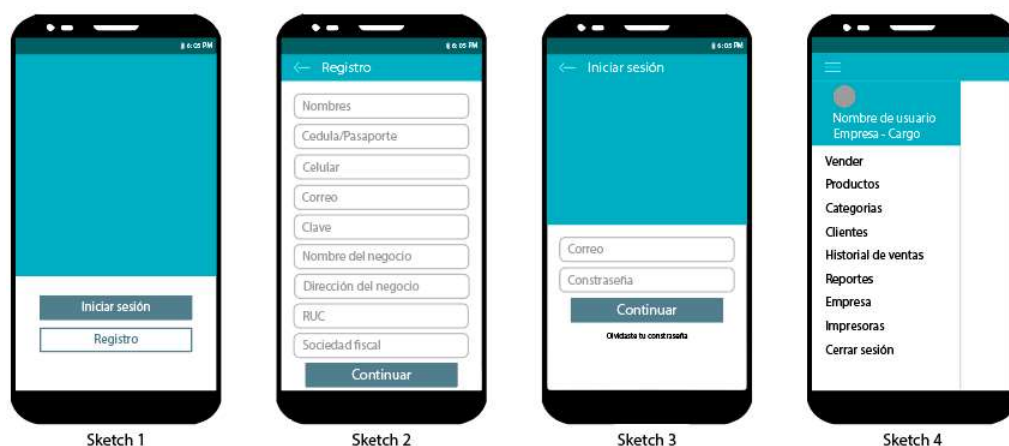 6:05 PM
Iniciar sesión
Registro
Sketch 1
6:05 PM
Registro
Nombres
Cedula/Pasaporte
Celular
Correo
Clave
Nombre del negocio
Dirección del negocio
RUC
Sociedad fiscal
Continuar
Sketch 2
6:05 PM
Iniciar sesión
Correo
Constraseña
Continuar
Olvidaste tu constraseña
Sketch 3
Nombre de usuario
Empresa - Cargo
Vender
Productos
Categorias
Clientes
Historial de ventas
Reportes
Empresa
Impresoras
Cerrar sesión
Sketch 4